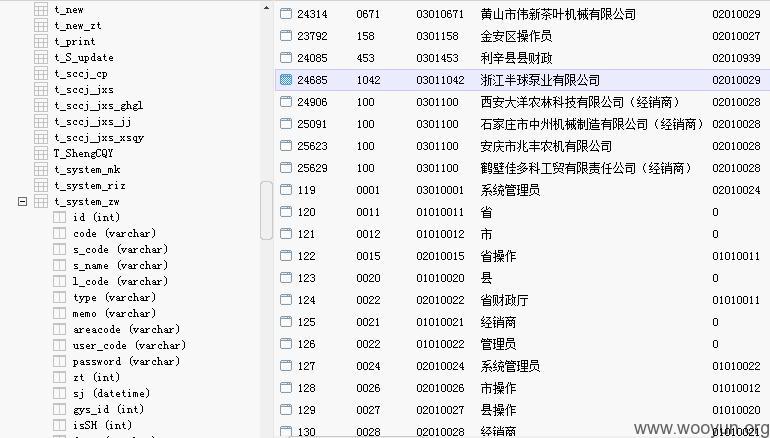 t_new
t_new_zt
t_print
t_S_update
t_sccj_cp
t_sccj_jxs
t_sccj_jxs_ghgl
t_sccj_jxs_jj
t_sccj_jxs_xsqy
T_ShengCQY
t_system_mk
t_system_riz
t_system_zw
id (int)
code (varchar)
s_code (varchar)
s_name (varchar)
l_code (varchar)
type (varchar)
memo (varchar)
areacode (varchar)
user_code (varchar)
password (varchar)
zt (int)
sj (datetime)
gys_id (int)
isSH (int)
24314 0671 03010671 黄山市伟新茶叶机械有限公司 02010029
23792 158 0301158 金安区操作员 02010027
24085 453 0301453 利辛县县财政 02010939
24685 1042 03011042 浙江半球泵业有限公司 02010029
24906 100 0301100 西安大洋农林科技有限公司（经销商） 02010028
25091 100 0301100 石家庄市中州机械制造有限公司（经销商） 02010028
25623 100 0301100 安庆市兆丰农机有限公司 02010028
25629 100 0301100 鹤壁佳多科工贸有限责任公司（经销商） 02010028
119 0001 03010001 系统管理员 02010024
120 0011 01010011 省 0
121 0012 01010012 市 0
122 0015 02010015 省操作 01010011
123 0020 01010020 县 0
124 0022 02010022 省财政厅 01010011
125 0021 01010021 经销商 0
126 0022 01010022 管理员 0
127 0024 02010024 系统管理员 01010022
128 0026 02010026 市操作 01010012
129 0027 02010027 县操作 01010020
130 0028 02010028 经销商 01010021
www.wooyun.org